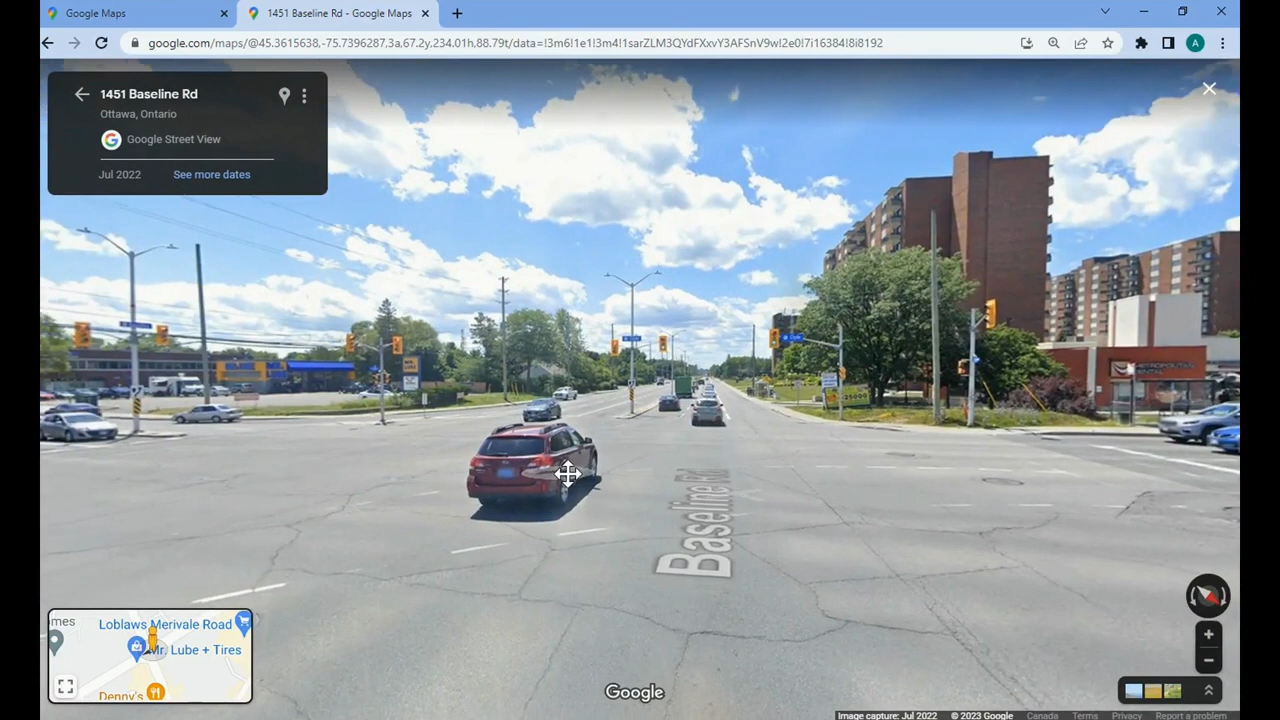 Google Maps
1451 Baseline Rd - Google Maps
google.com/maps/@45.3615638,-75.7396287,3a,67.2y,234.01h,88.79t/data=!3m6!1e1!3m4!1sarZLM3QYdFXxvY3AFSnV9w!2e0!7i16384!8i8192
A
1451 Baseline Rd
Ottawa, Ontario
G
Google Street View
Jul 2022
See more dates
METROPOLITAN
Baseline Rd
mes
Loblaws Merivale Road
Mr. Lube + Tires
Denny's
Google
Image capture: Jul 2022
© 2023 Google
Canada
Terms
Privacy
Report a problem